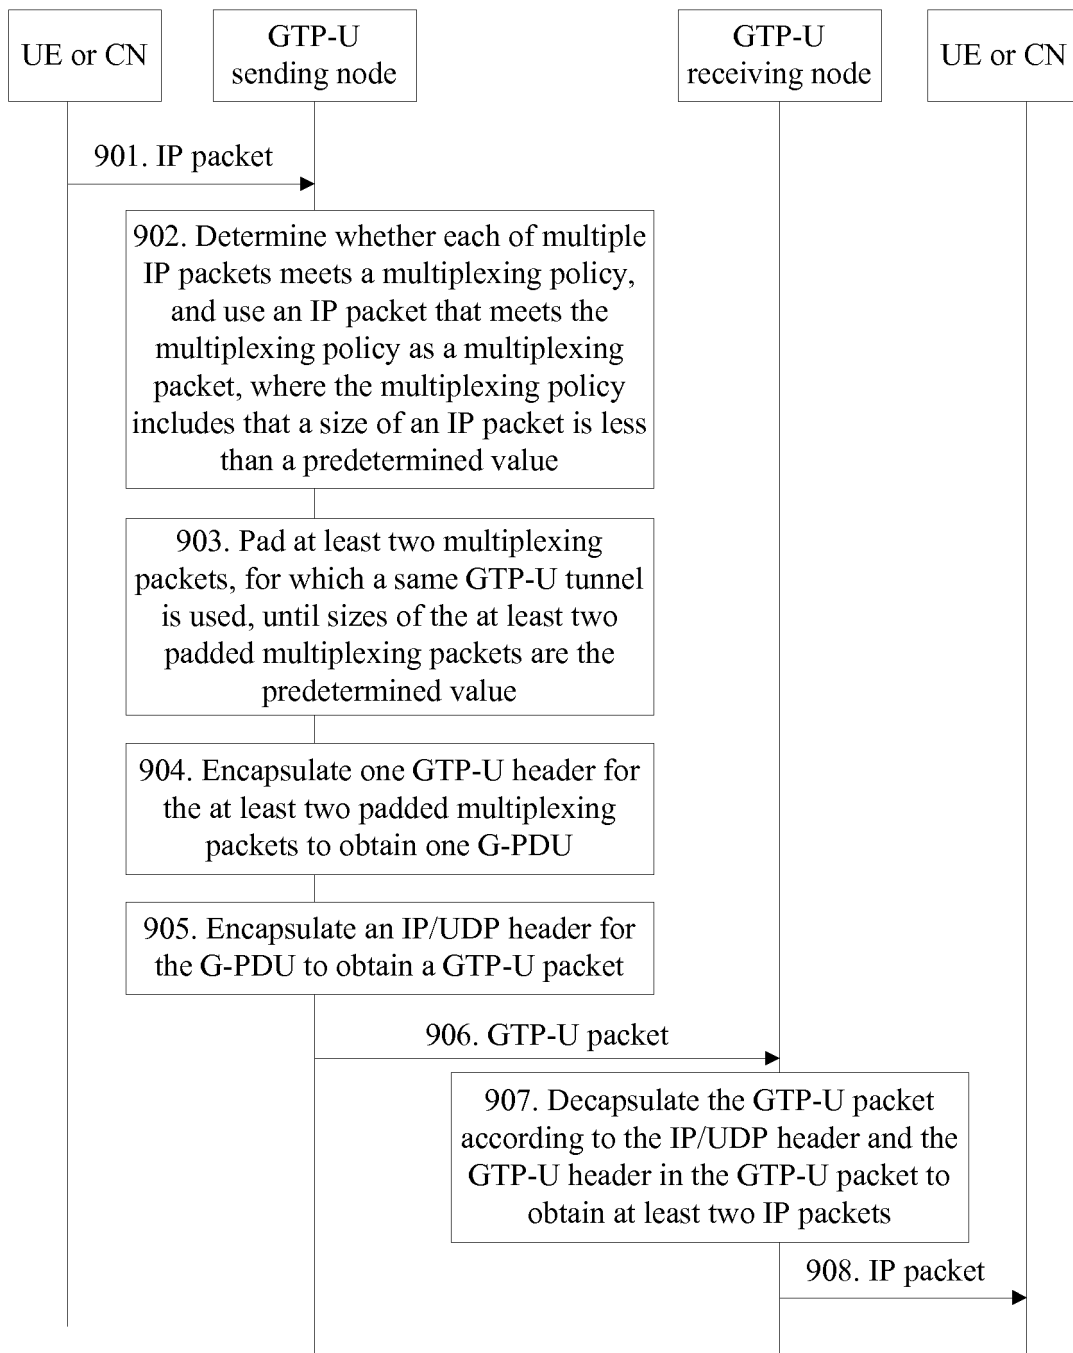 UE or CN
GTP-U
sending node
GTP-U
receiving node
UE or CN
901. IP packet
902. Determine whether each of multiple
IP packets meets a multiplexing policy,
and use an IP packet that meets the
multiplexing policy as a multiplexing
packet, where the multiplexing policy
includes that a size of an IP packet is less
than a predetermined value
903. Pad at least two multiplexing
packets, for which a same GTP-U tunnel
is used, until sizes of the at least two
padded multiplexing packets are the
predetermined value
904. Encapsulate one GTP-U header for
the at least two padded multiplexing
packets to obtain one G-PDU
905. Encapsulate an IP/UDP header for
the G-PDU to obtain a GTP-U packet
906. GTP-U packet
907. Decapsulate the GTP-U packet
according to the IP/UDP header and the
GTP-U header in the GTP-U packet to
obtain at least two IP packets
908. IP packet